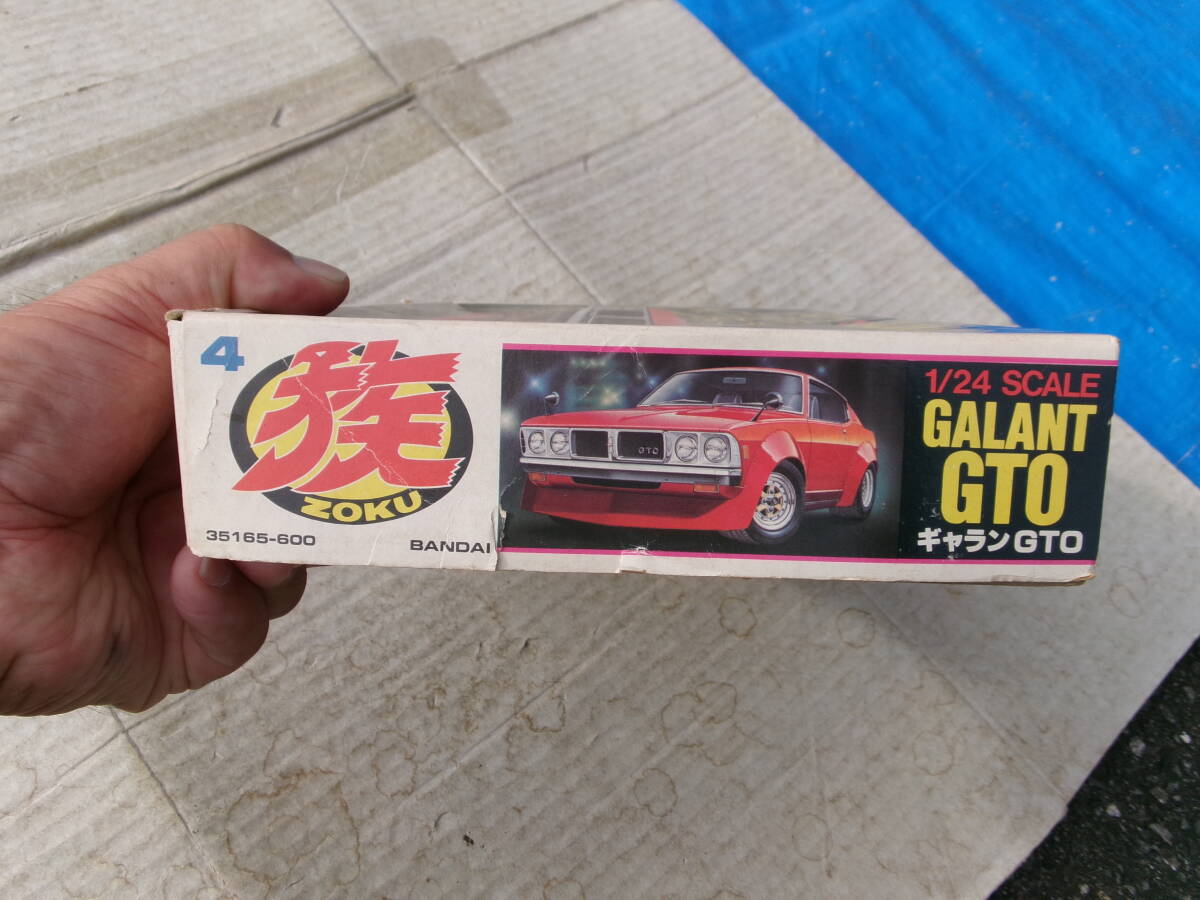 4
族
ZOKU
35165-600
BANDAI
GTO
1/24 SCALE
GALANT
GTO
ギャランGTO